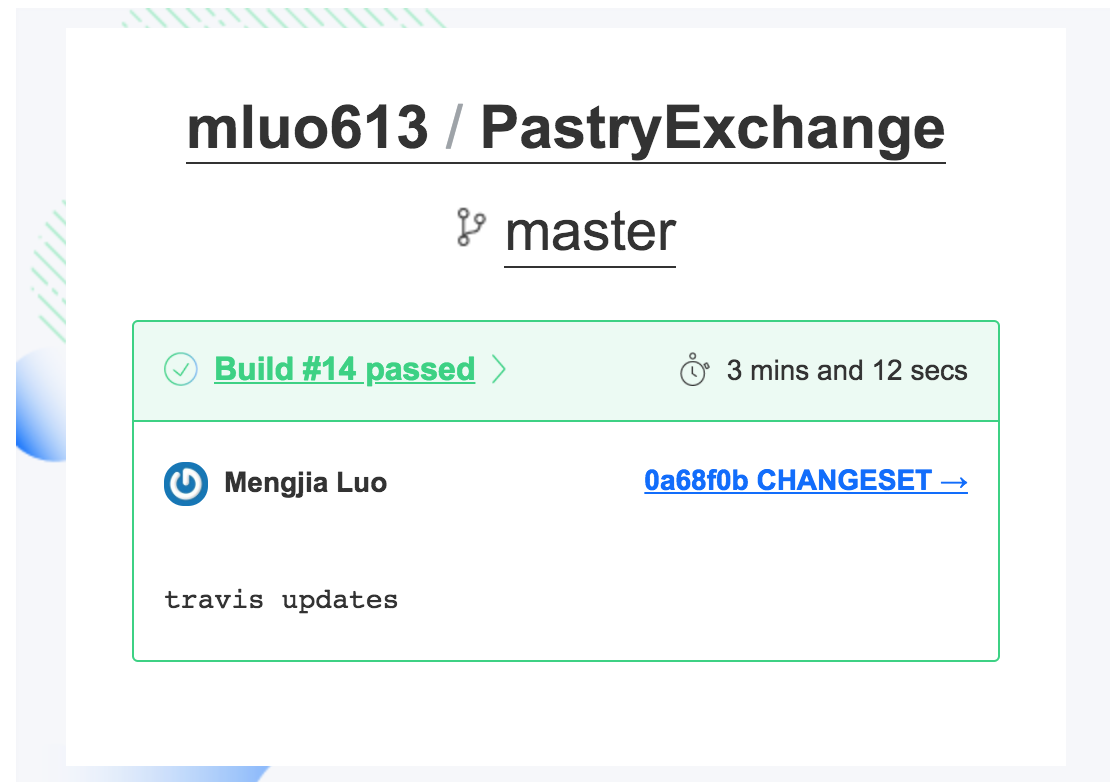 mluo613 / PastryExchange
master
Build #14 passed
3 mins and 12 secs
Mengjia Luo
0a68f0b CHANGESET →
travis updates